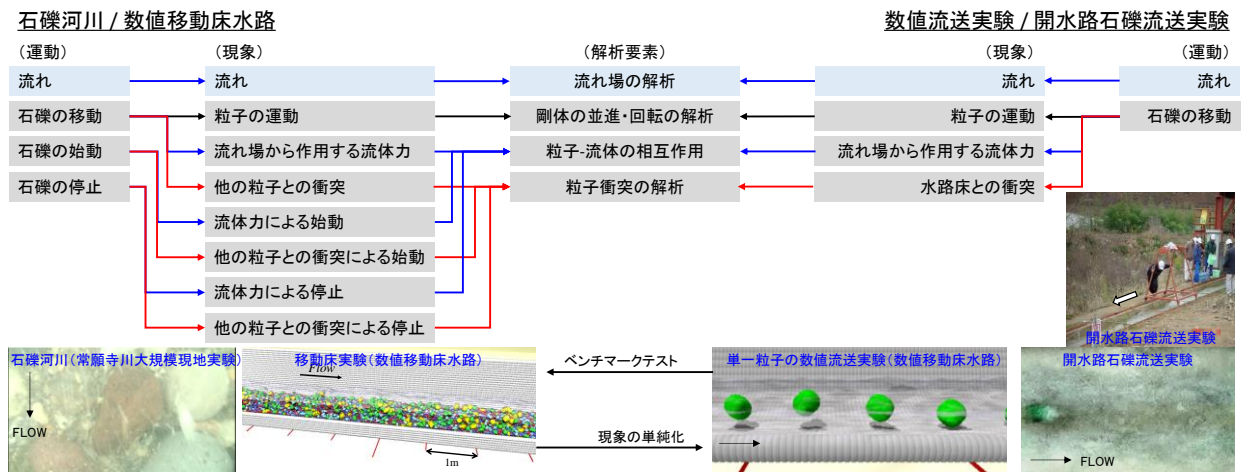 石礫河川 / 数値移動床水路
数値流送実験 / 開水路石礫流送実験
（運動）
（現象）
（解析要素）
（現象）
（運動）
流れ
流れ
流れ場の解析
流れ
流れ
石礫の移動
粒子の運動
剛体の並進・回転の解析
粒子の運動
石礫の移動
石礫の始動
流れ場から作用する流体力
粒子-流体の相互作用
流れ場から作用する流体力
石礫の停止
他の粒子との衝突
粒子衝突の解析
水路床との衝突
流体力による始動
他の粒子との衝突による始動
流体力による停止
他の粒子との衝突による停止
開水路石礫流送実験
石礫河川（常願寺川大規模現地実験）
移動床実験（数値移動床水路）
ベンチマークテスト
単一粒子の数値流送実験（数値移動床水路）
開水路石礫流送実験
Flow
FLOW
現象の単純化
1m
FLOW